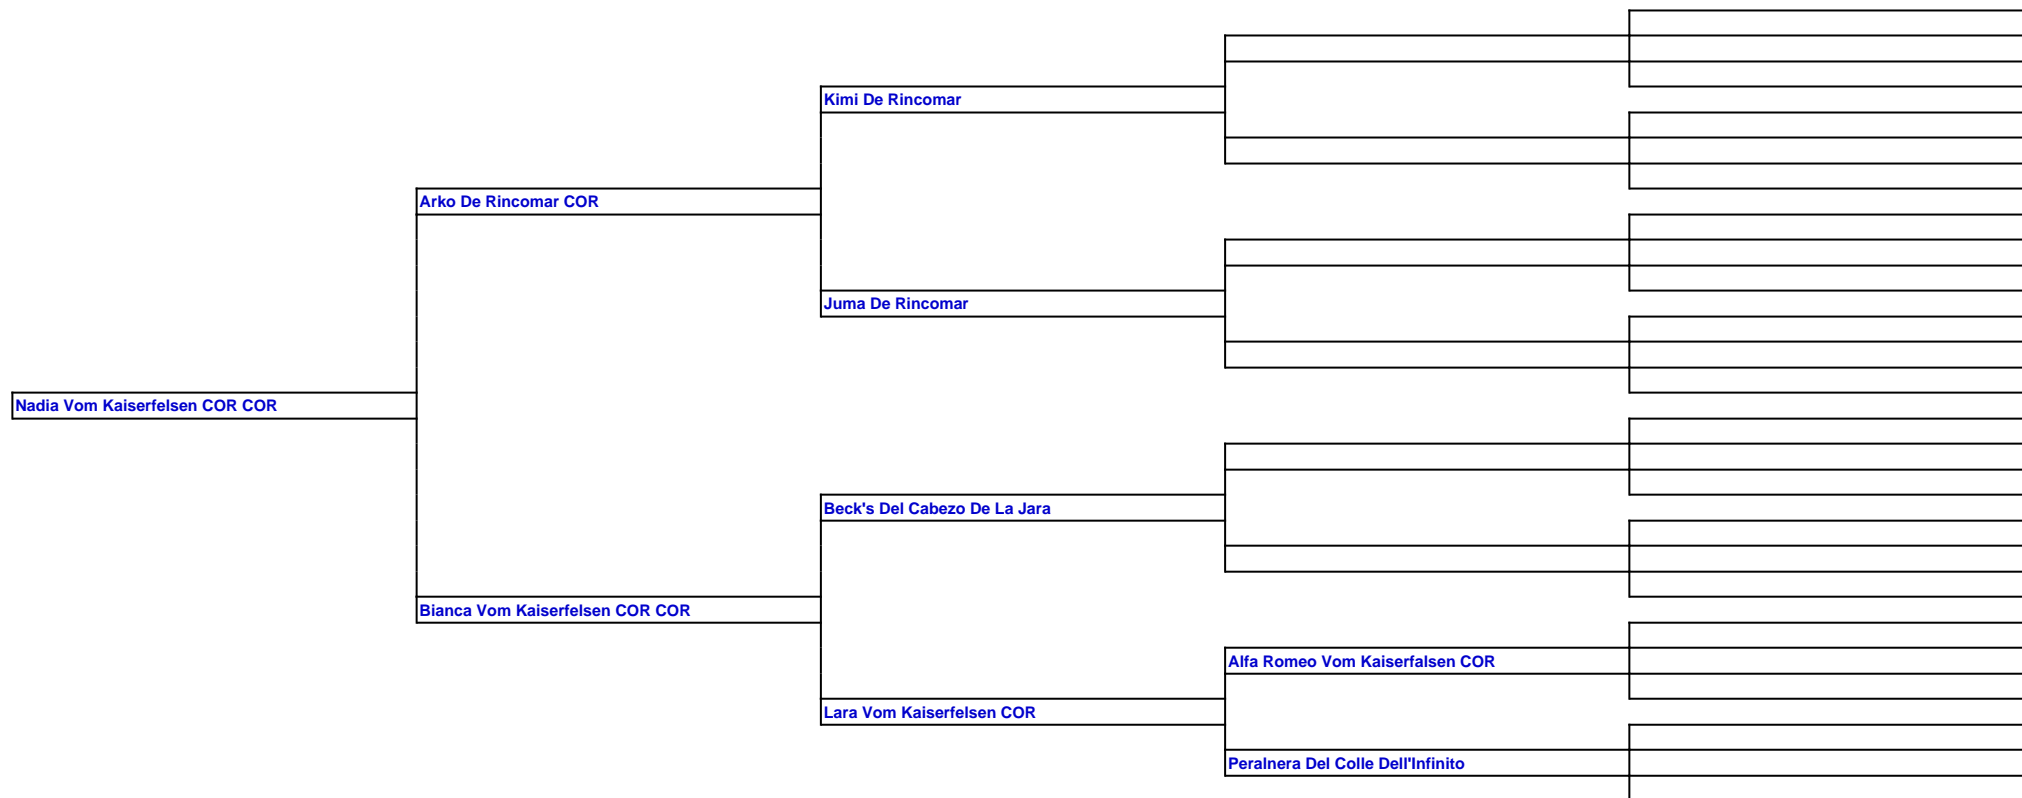 Kimi De Rincomar
Arko De Rincomar COR
Juma De Rincomar
Nadia Vom Kaiserfelsen COR COR
Beck's Del Cabezo De La Jara
Bianca Vom Kaiserfelsen COR COR
Alfa Romeo Vom Kaiserfalsen COR
Lara Vom Kaiserfelsen COR
Peralnera Del Colle Dell'Infinito